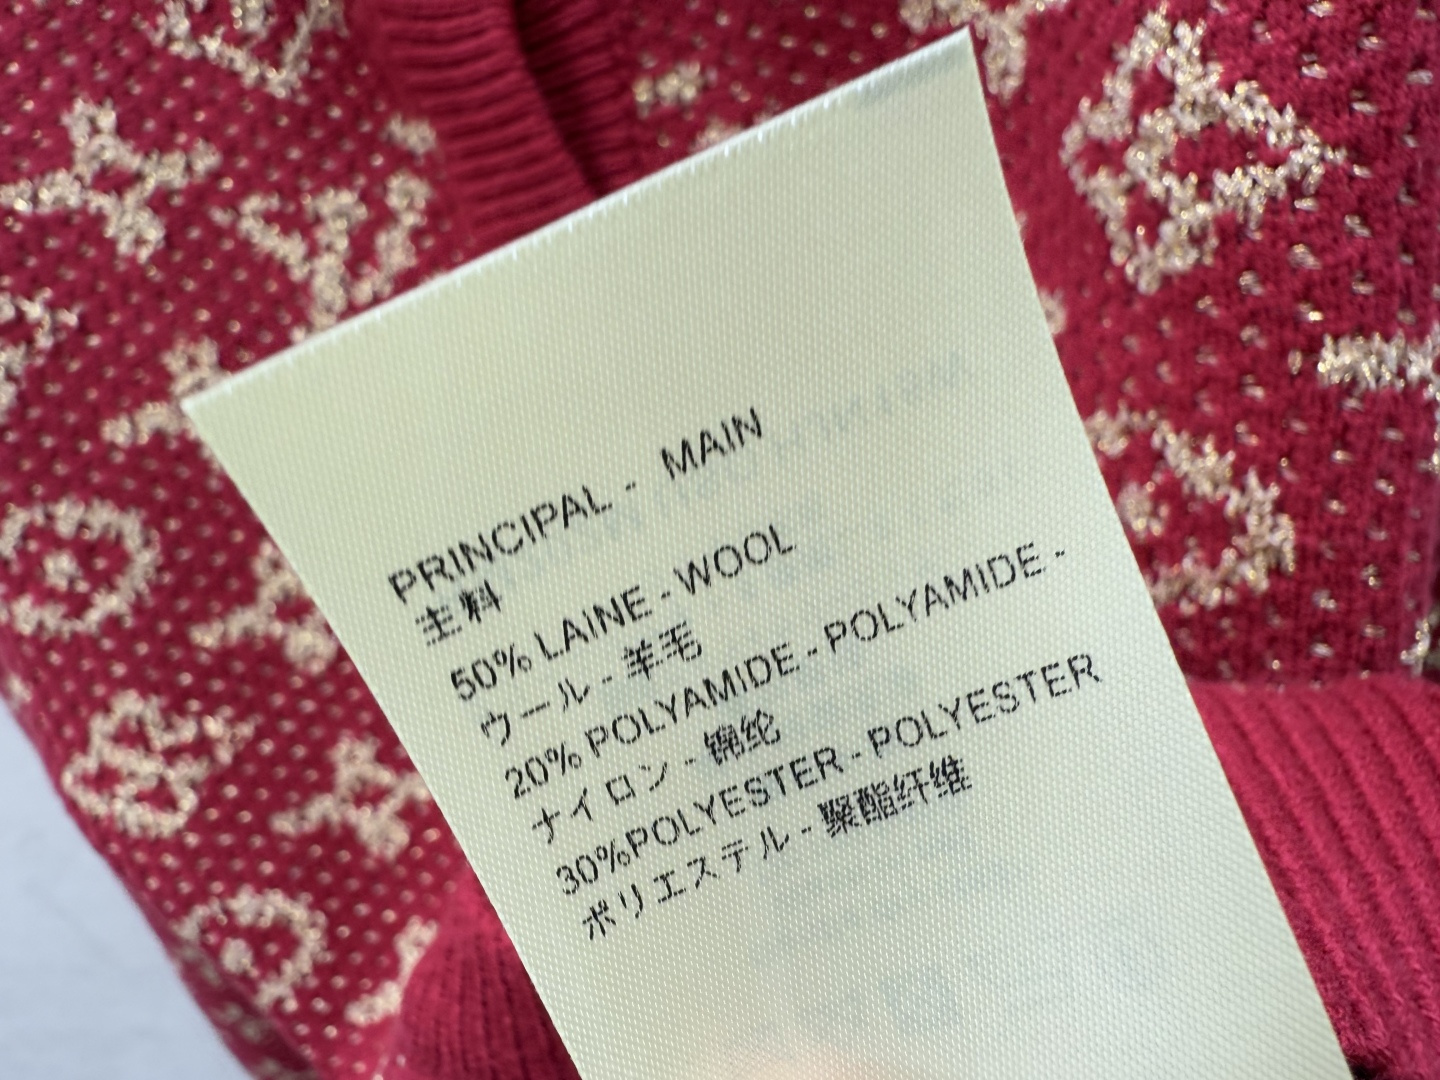 PRINCIPAL - MAIN
主料
50% LAINE - WOOL
ウール - 羊毛
20% POLYAMIDE - POLYAMIDE -
ナイロン - 锦纶
30%POLYESTER - POLYESTER
ポリエステル - 聚酯纤维